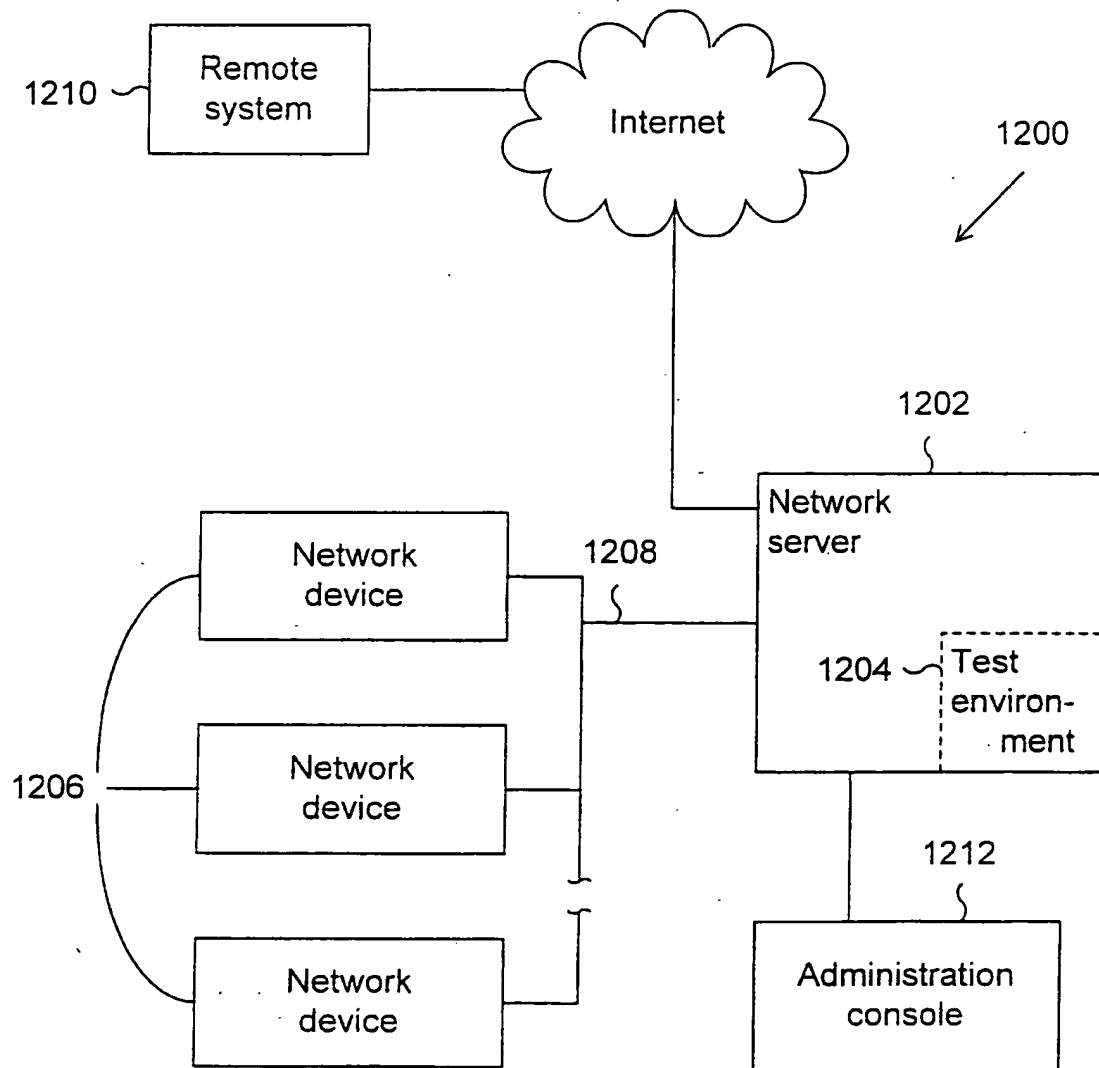 1210
Remote
system
Internet
1200
1202
Network
server
Network
device
1208
1204
Test
environ-
ment
1206
Network
device
1212
Network
device
Administration
console